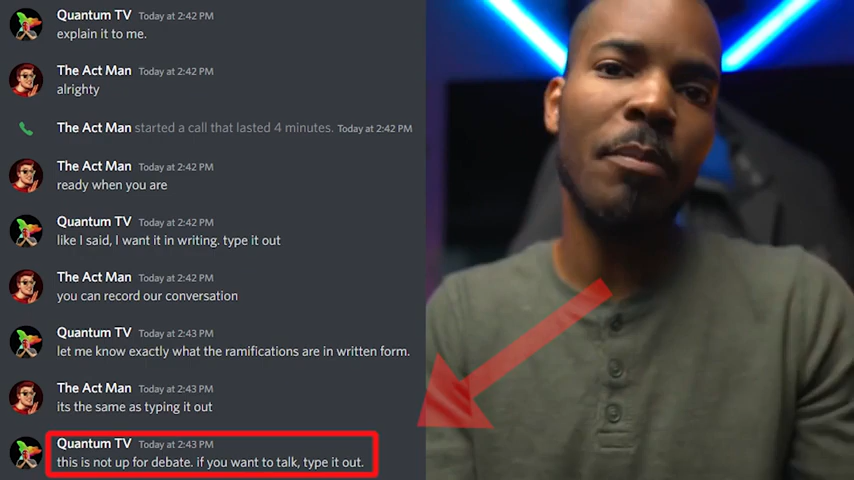 Quantum TV Today at 2:42 PM
explain it to me.
The Act Man Today at 2:42 PM
alrighty
The Act Man started a call that lasted 4 minutes. Today at 2:42 PM
The Act Man Today at 2:42 PM
ready when you are
Quantum TV Today at 2:42 PM
like I said, I want it in writing. type it out
The Act Man Today at 2:42 PM
you can record our conversation
Quantum TV Today at 2:43 PM
let me know exactly what the ramifications are in written form.
The Act Man Today at 2:43 PM
its the same as typing it out
Quantum TV Today at 2:43 PM
this is not up for debate. if you want to talk, type it out.